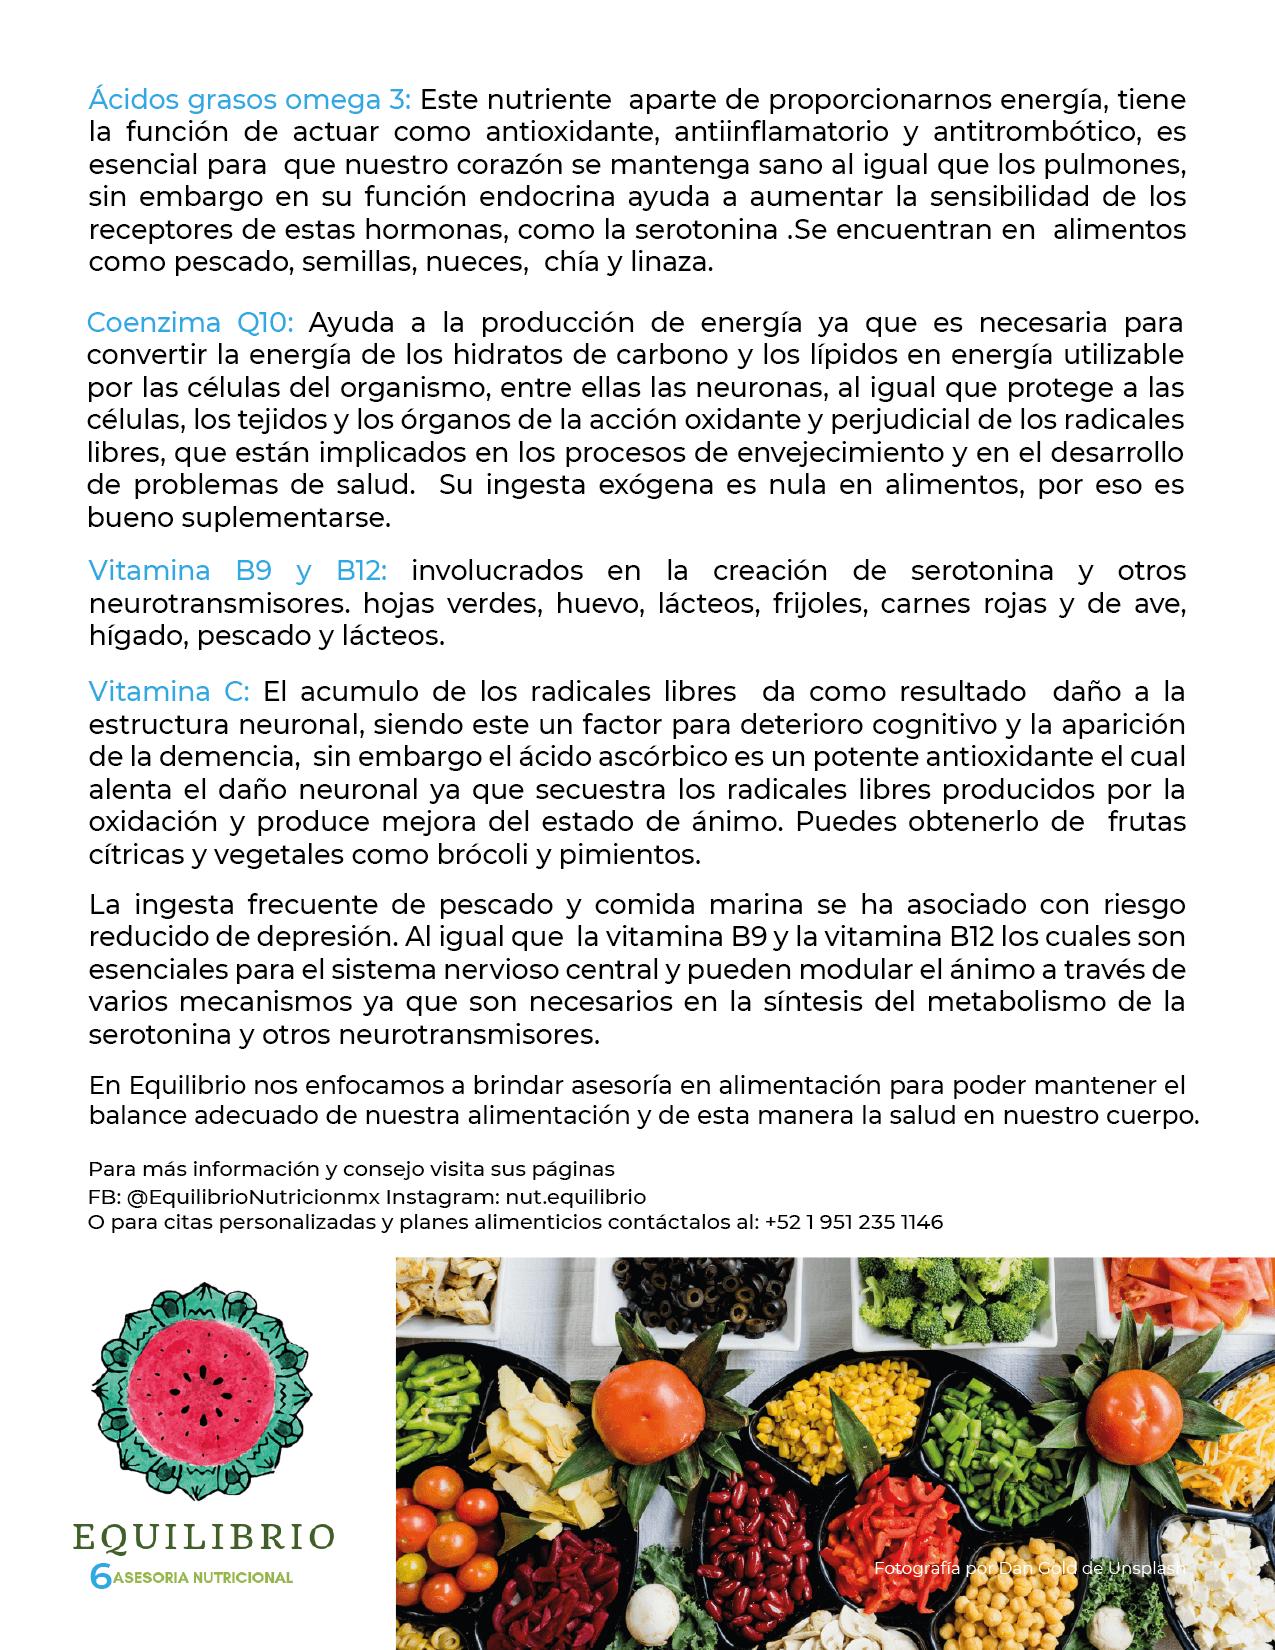 Ácidos grasos omega 3: Este nutriente aparte de proporcionarnos energía, tiene
la función de actuar como antioxidante, antiinflamatorio y antitrombótico, es
esencial para que nuestro corazón se mantenga sano al igual que los pulmones,
sin embargo en su función endocrina ayuda a aumentar la sensibilidad de los
receptores de estas hormonas, como la serotonina .Se encuentran en alimentos
como pescado, semillas, nueces, chía y linaza.
Coenzima Q10: Ayuda a la producción de energía ya que es necesaria para
convertir la energía de los hidratos de carbono y los lípidos en energía utilizable
por las células del organismo, entre ellas las neuronas, al igual que protege a las
células, los tejidos y los órganos de la acción oxidante y perjudicial de los radicales
libres, que están implicados en los procesos de envejecimiento y en el desarrollo
de problemas de salud. Su ingesta exógena es nula en alimentos, por eso es
bueno suplementarse.
Vitamina B9 y B12: involucrados en la creación de serotonina y otros
neurotransmisores. hojas verdes, huevo, lácteos, frijoles, carnes rojas y de ave,
hígado, pescado y lácteos.
Vitamina C: El acumulo de los radicales libres da como resultado daño a la
estructura neuronal, siendo este un factor para deterioro cognitivo y la aparición
de la demencia, sin embargo el ácido ascórbico es un potente antioxidante el cual
alenta el daño neuronal ya que secuestra los radicales libres producidos por la
oxidación y produce mejora del estado de ánimo. Puedes obtenerlo de frutas
cítricas y vegetales como brócoli y pimientos.
La ingesta frecuente de pescado y comida marina se ha asociado con riesgo
reducido de depresión. Al igual que la vitamina B9 y la vitamina B12 los cuales son
esenciales para el sistema nervioso central y pueden modular el ánimo a través de
varios mecanismos ya que son necesarios en la síntesis del metabolismo de la
serotonina y otros neurotransmisores.
En Equilibrio nos enfocamos a brindar asesoría en alimentación para poder mantener el
balance adecuado de nuestra alimentación y de esta manera la salud en nuestro cuerpo.
Para más información y consejo visita sus páginas
FB: @EquilibrioNutricionmx Instagram: nut.equilibrio
O para citas personalizadas y planes alimenticios contáctalos al: +52 1 951 235 1146
EQUILIBRIO
6 ASESORIA NUTRICIONAL
Fotografía por Dan Gold de Unsplash